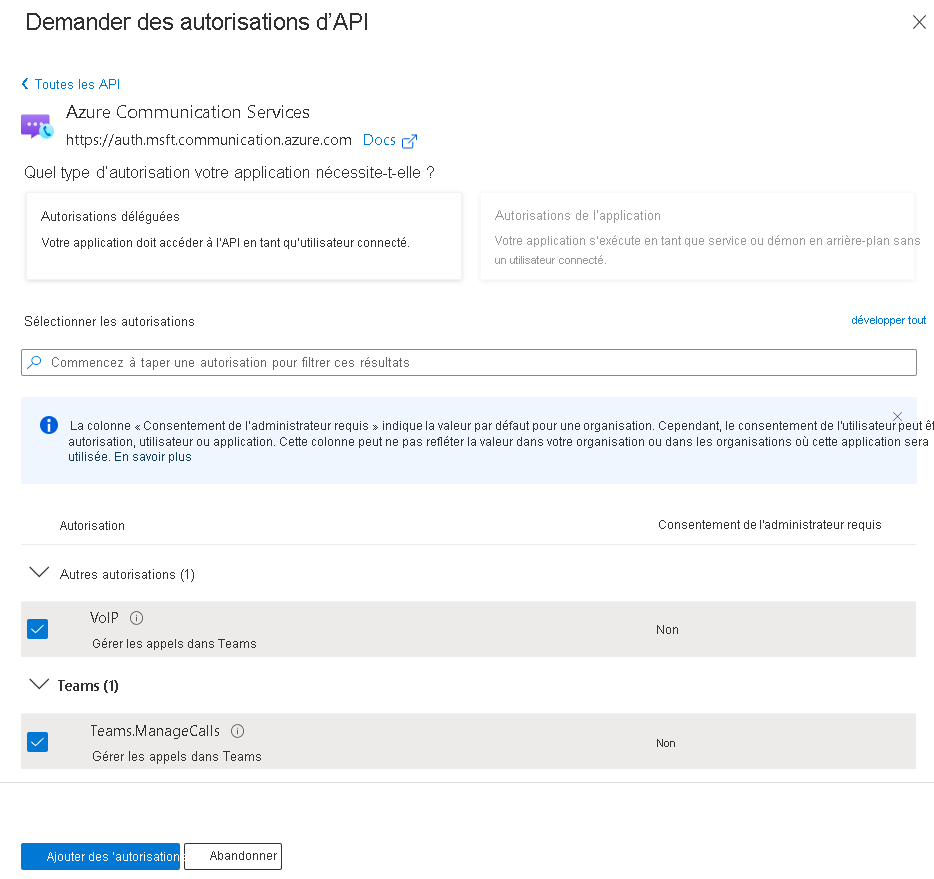 Demander des autorisations d'API
Toutes les API
Azure Communication Services
https://auth.msft.communication.azure.com Docs
Quel type d'autorisation votre application nécessite-t-elle ?
Autorisations déléguées
Votre application doit accéder à l'API en tant qu'utilisateur connecté.
Autorisations de l'application
Votre application s'exécute en tant que service ou démon en arrière-plan sans
un utilisateur connecté.
Sélectionner les autorisations
développer tout
Commencez à taper une autorisation pour filtrer ces résultats
La colonne « Consentement de l'administrateur requis » indique la valeur par défaut pour une organisation. Cependant, le consentement de l'utilisateur peut êt
autorisation, utilisateur ou application. Cette colonne peut ne pas refléter la valeur dans votre organisation ou dans les organisations où cette application sera
utilisée. En savoir plus
Autorisation
Consentement de l'administrateur requis
Autres autorisations (1)
VoIP
Gérer les appels dans Teams
Non
Teams (1)
Teams.ManageCalls
Gérer les appels dans Teams
Non
Ajouter des 'autorisation
Abandonner